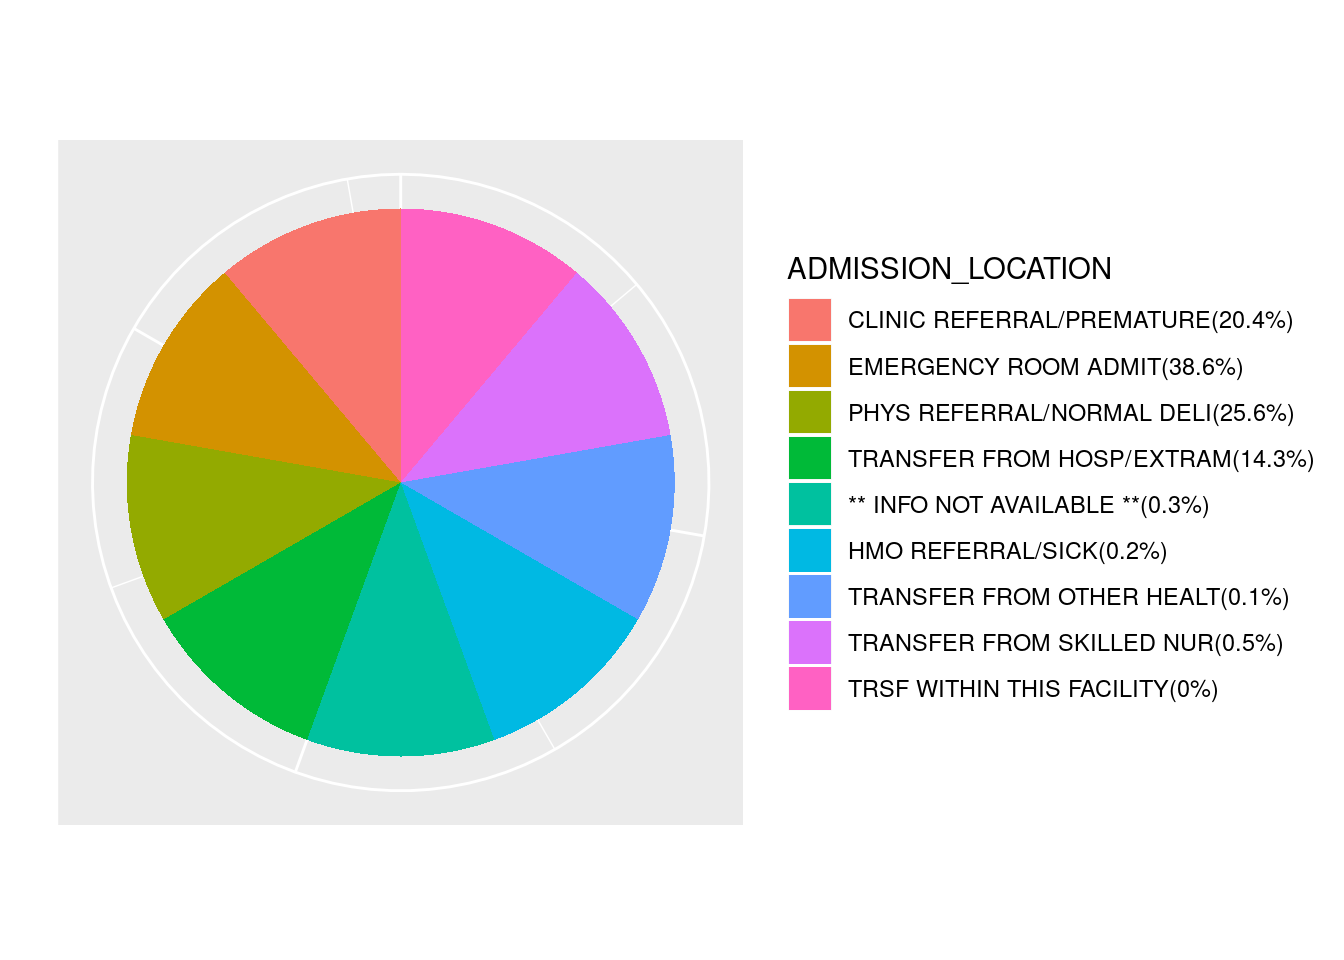 ADMISSION_LOCATION
CLINIC REFERRAL/PREMATURE(20.4%)
EMERGENCY ROOM ADMIT(38.6%)
PHYS REFERRAL/NORMAL DELI(25.6%)
TRANSFER FROM HOSP/EXTRAM(14.3%)
** INFO NOT AVAILABLE **(0.3%)
HMO REFERRAL/SICK(0.2%)
TRANSFER FROM OTHER HEALT(0.1%)
TRANSFER FROM SKILLED NUR(0.5%)
TRSF WITHIN THIS FACILITY(0%)